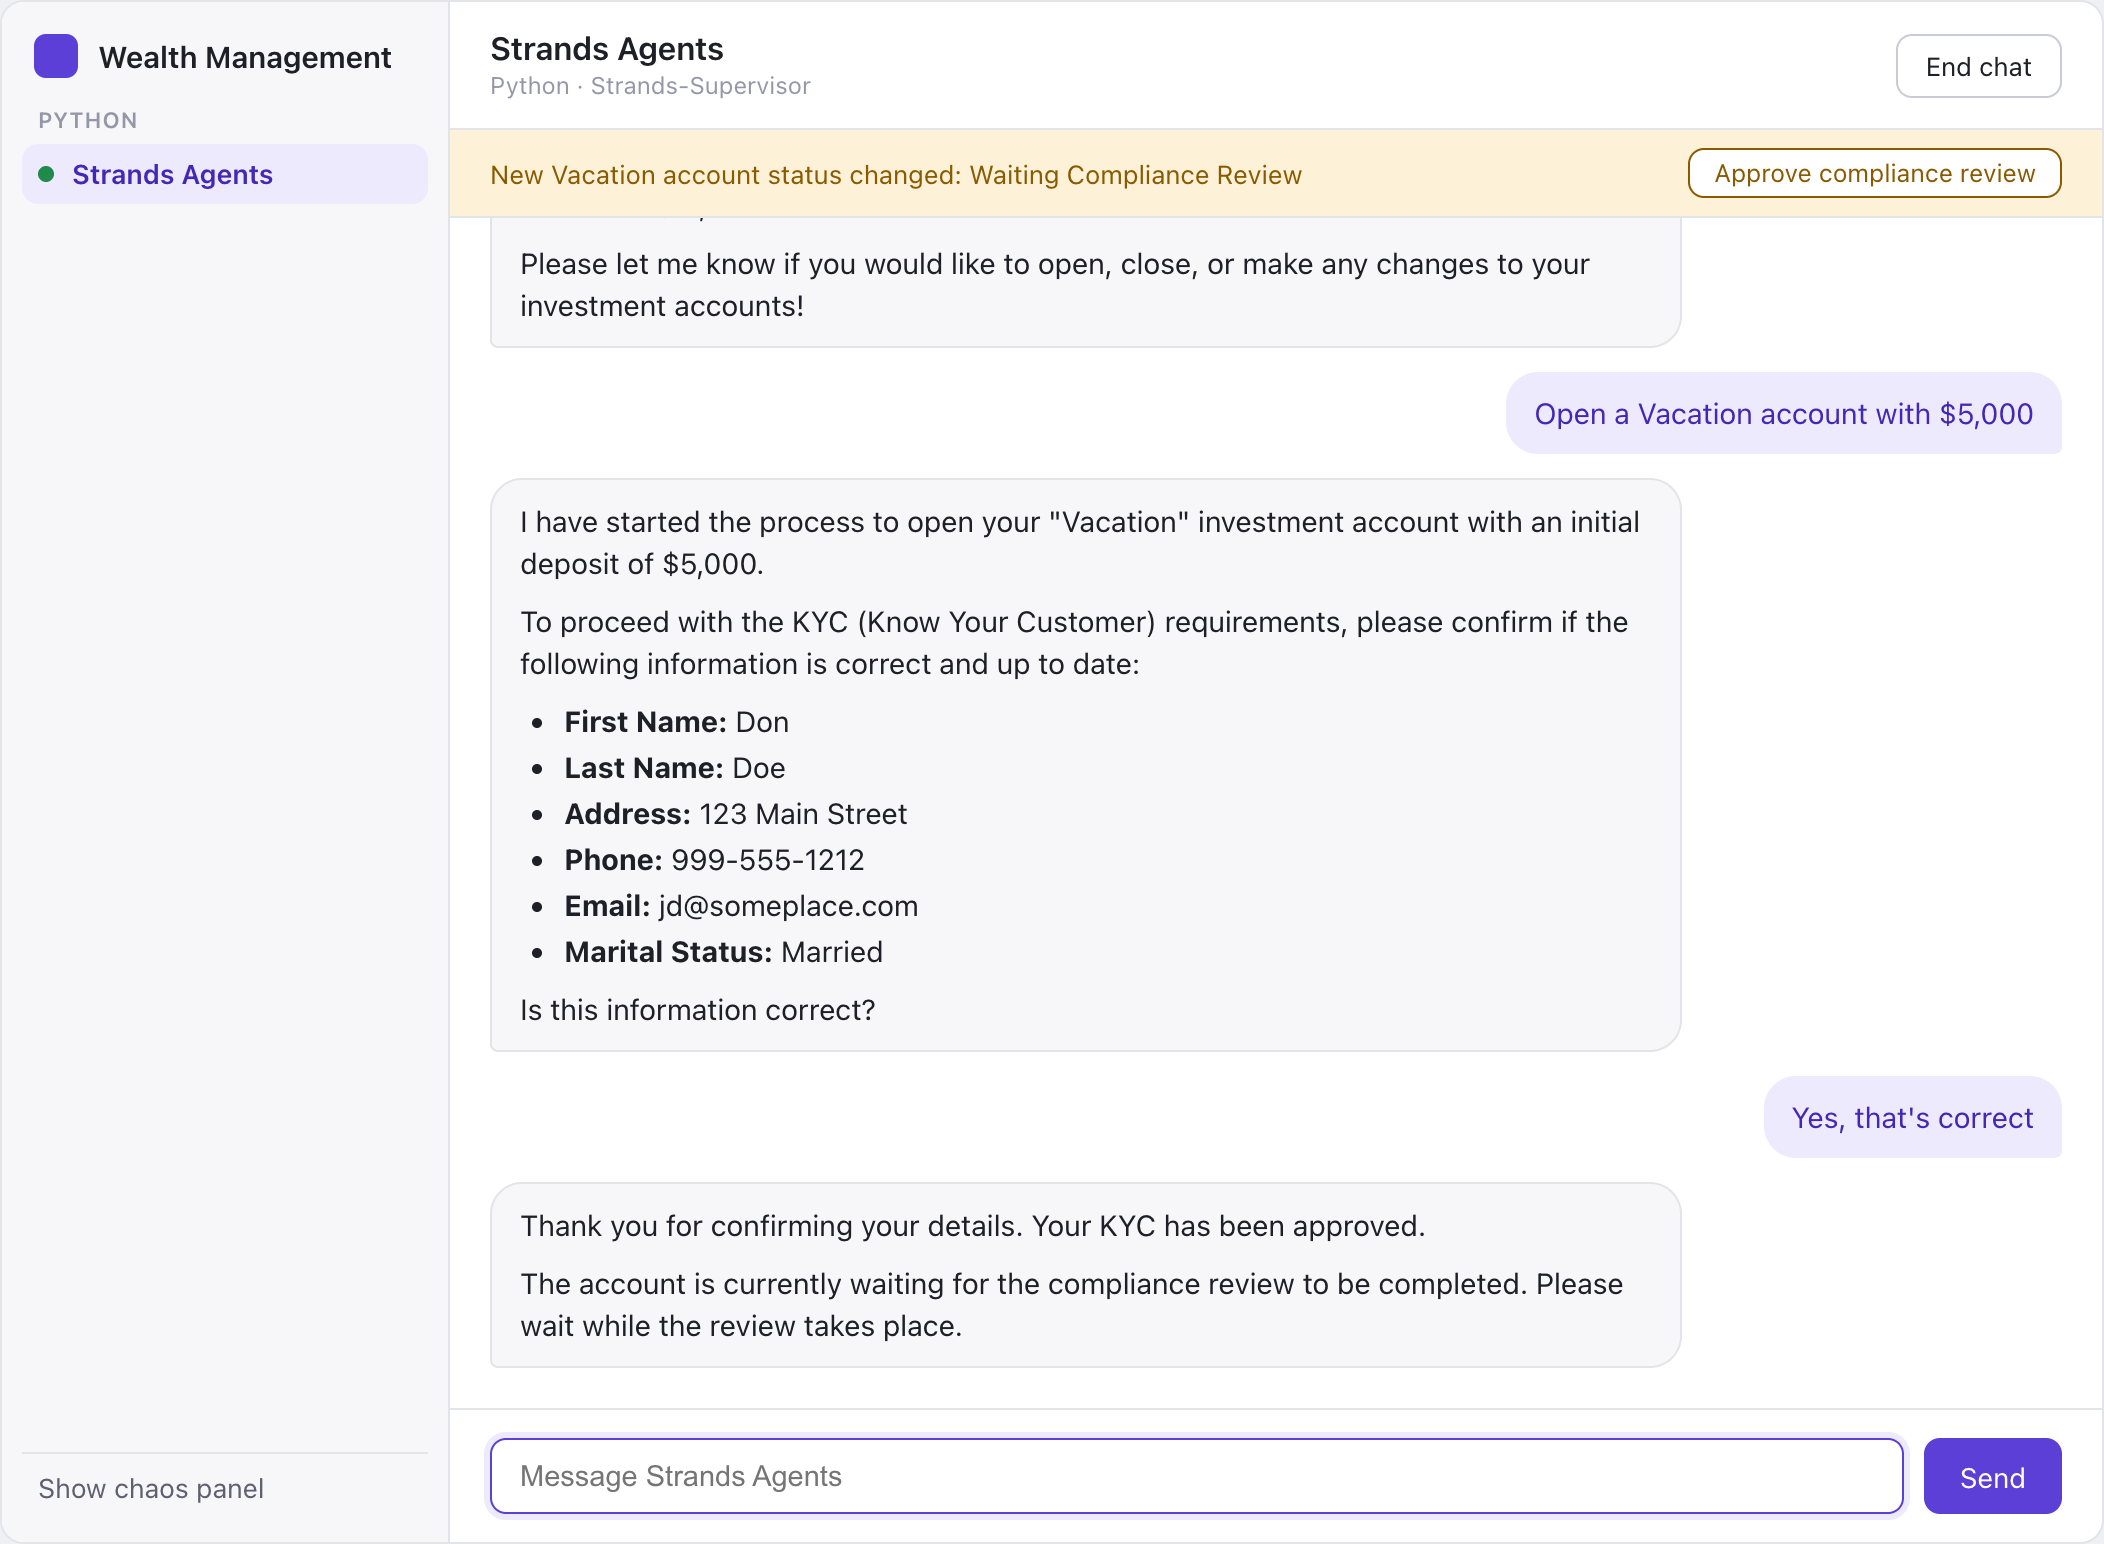 Wealth Management
PYTHON
Strands Agents
Show chaos panel
Strands Agents
Python · Strands-Supervisor
End chat
New Vacation account status changed: Waiting Compliance Review
Approve compliance review
Please let me know if you would like to open, close, or make any changes to your
investment accounts!
Open a Vacation account with $5,000
I have started the process to open your "Vacation" investment account with an initial
deposit of $5,000.
To proceed with the KYC (Know Your Customer) requirements, please confirm if the
following information is correct and up to date:
• First Name: Don
• Last Name: Doe
• Address: 123 Main Street
• Phone: 999-555-1212
• Email: jd@someplace.com
• Marital Status: Married
Is this information correct?
Yes, that's correct
Thank you for confirming your details. Your KYC has been approved.
The account is currently waiting for the compliance review to be completed. Please
wait while the review takes place.
Message Strands Agents
Send